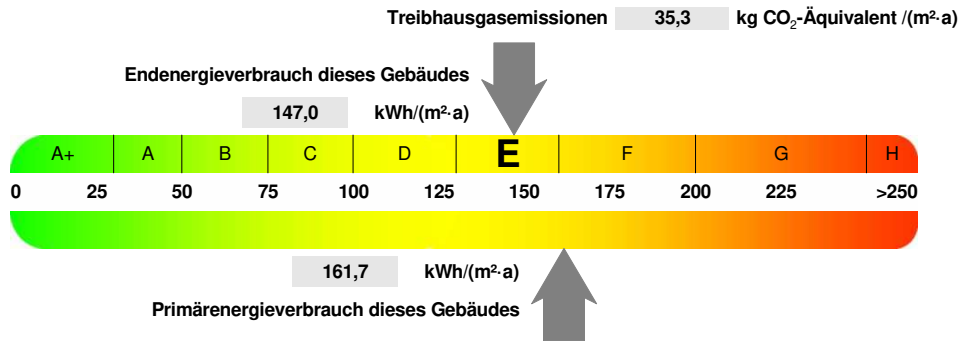 Treibhausgasemissionen 35,3 kg CO₂-Äquivalent /(m²·a)
Endenergieverbrauch dieses Gebäudes
147,0 kWh/(m²·a)
A+ A B C D E F G H
0 25 50 75 100 125 150 175 200 225 >250
161,7 kWh/(m²·a)
Primärenergieverbrauch dieses Gebäudes